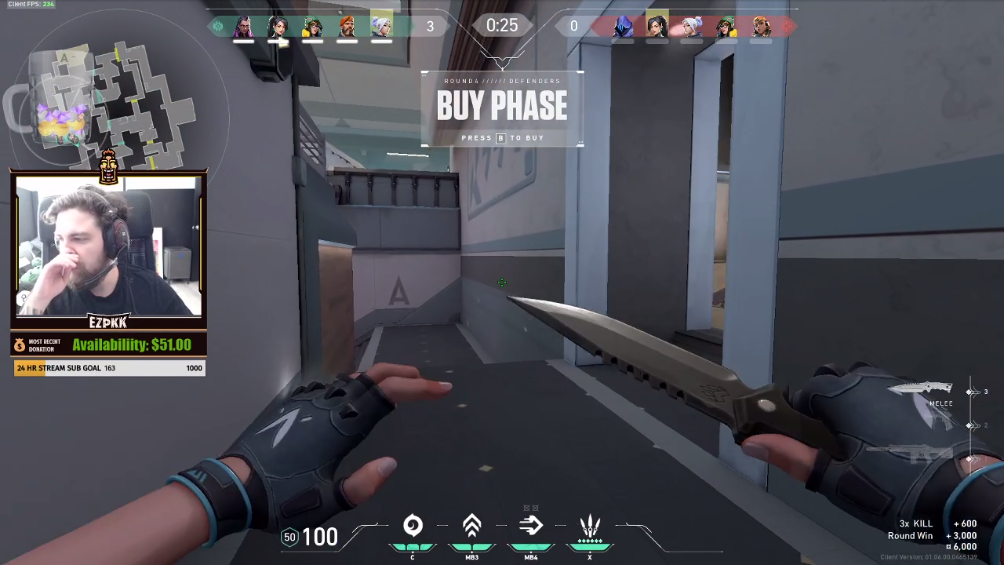 Client FPS: 234
3
0:25
0
ROUND 4 ////// DEFENDERS
BUY PHASE
PRESS B TO BUY
A
A
EZPKK
MOST RECENT DONATION
Availability: $51.00
24 HR STREAM SUB GOAL 163
1000
3
MELEE
2
50 100
C
MB3
MB4
X
3x KILL + 600
Round Win + 3,000
¤ 6,000